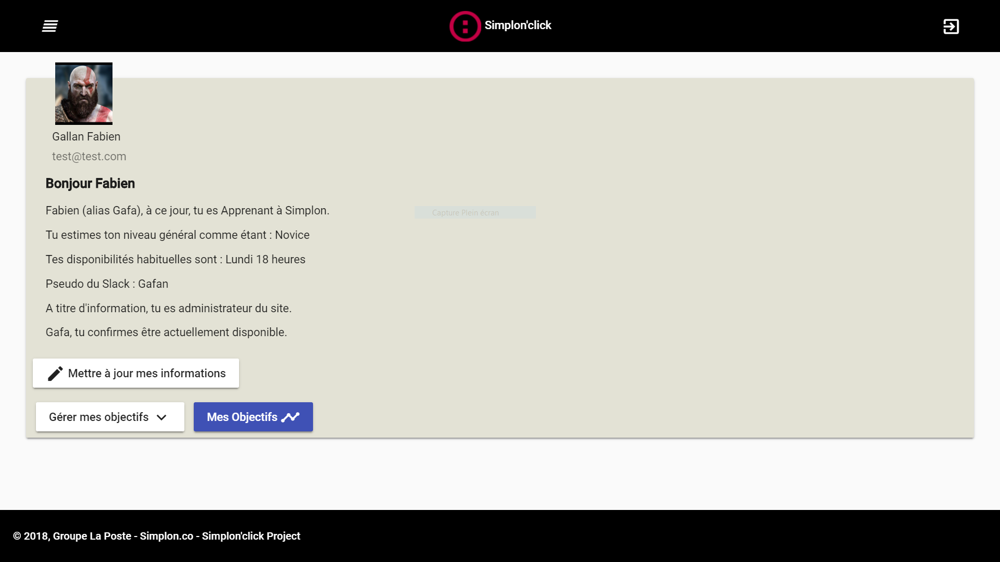 Simplon'click
Gallan Fabien
test@test.com
Bonjour Fabien
Fabien (alias Gafa), à ce jour, tu es Apprenant à Simplon.
Capture Plein écran
Tu estimes ton niveau général comme étant : Novice
Tes disponibilités habituelles sont : Lundi 18 heures
Pseudo du Slack : Gafan
A titre d'information, tu es administrateur du site.
Gafa, tu confirmes être actuellement disponible.
Mettre à jour mes informations
Gérer mes objectifs
Mes Objectifs
© 2018, Groupe La Poste - Simplon.co - Simplon'click Project